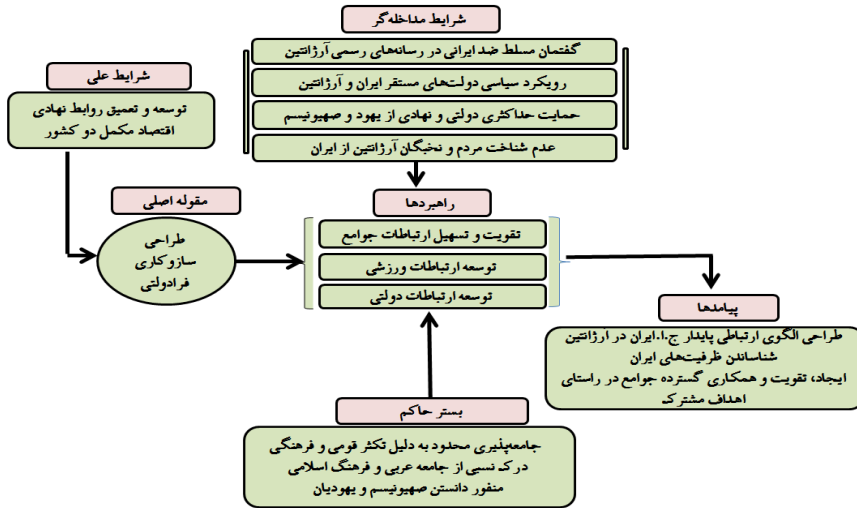 شرایط مداخله‌گر
گفتمان مسلط ضد ایرانی در رسانه‌های رسمی آرژانتین
رویکرد سیاسی دولت‌های مستقر ایران و آرژانتین
حمایت حداکثری دولتی و نهادی از یهود و صهیونیسم
عدم شناخت مردم و نخبگان آرژانتین از ایران
شرایط علی
توسعه و تعمیق روابط نهادی
اقتصاد مکمل دو کشور
مقوله اصلی
طراحی
سازوکاری
فرادولتی
راهبردها
تقویت و تسهیل ارتباطات جوامع
توسعه ارتباطات ورزشی
توسعه ارتباطات دولتی
پیامدها
طراحی الگوی ارتباطی پایدار ج.ا.ایران در آرژانتین
شناساندن ظرفیت‌های ایران
ایجاد، تقویت و همکاری گسترده جوامع در راستای
اهداف مشترک
بستر حاکم
جامعه‌پذیری محدود به دلیل تکثر قومی و فرهنگی
درک نسبی از جامعه عربی و فرهنگ اسلامی
منفور دانستن صهیونیسم و یهودیان